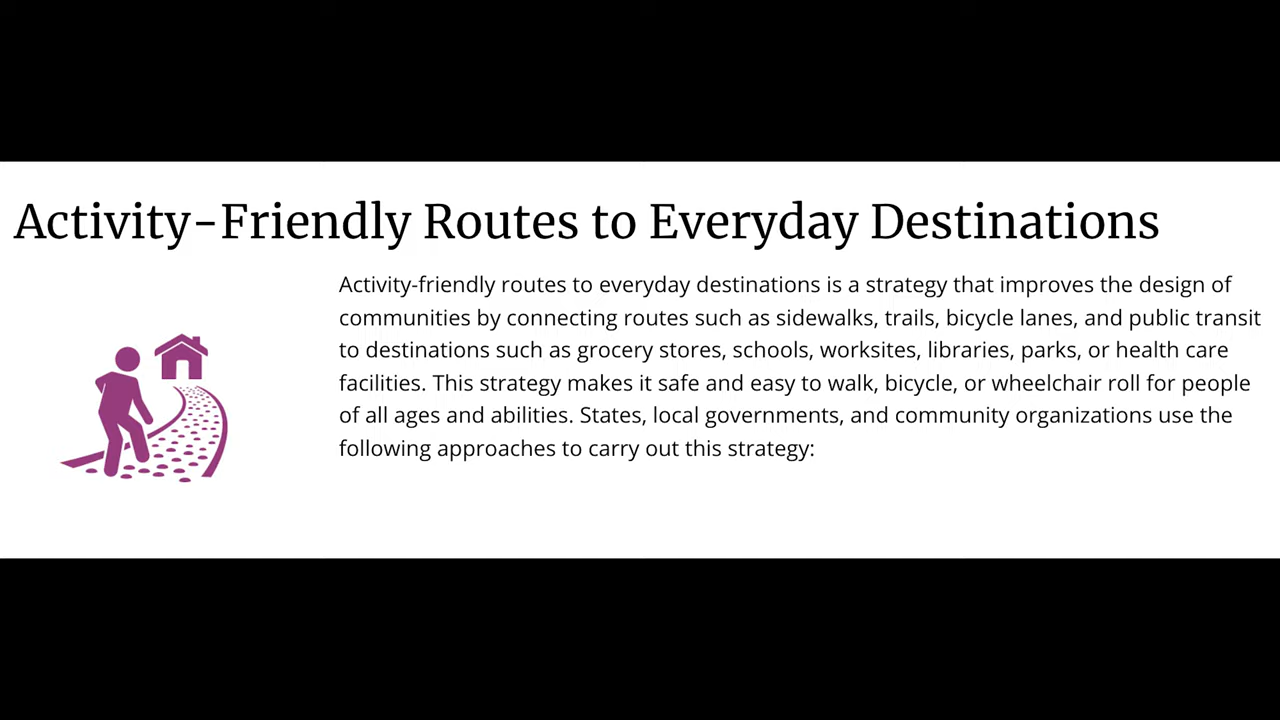 Activity-Friendly Routes to Everyday Destinations
Activity-friendly routes to everyday destinations is a strategy that improves the design of
communities by connecting routes such as sidewalks, trails, bicycle lanes, and public transit
to destinations such as grocery stores, schools, worksites, libraries, parks, or health care
facilities. This strategy makes it safe and easy to walk, bicycle, or wheelchair roll for people
of all ages and abilities. States, local governments, and community organizations use the
following approaches to carry out this strategy: